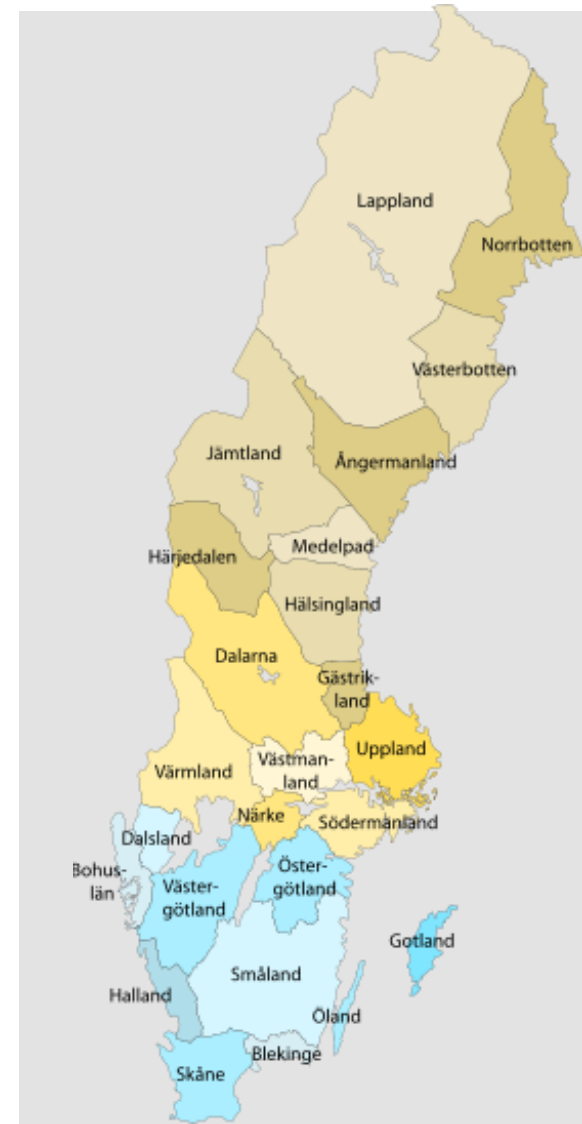 Lappland
Norrbotten
Västerbotten
Jämtland
Ångermanland
Medelpad
Härjedalen
Hälsingland
Dalarna
Gästrik-
land
Uppland
Västman-
land
Värmland
Närke
Södermanland
Dalsland
Öster-
götland
Bohus-
län
Väster-
götland
Gotland
Småland
Halland
Öland
Blekinge
Skåne